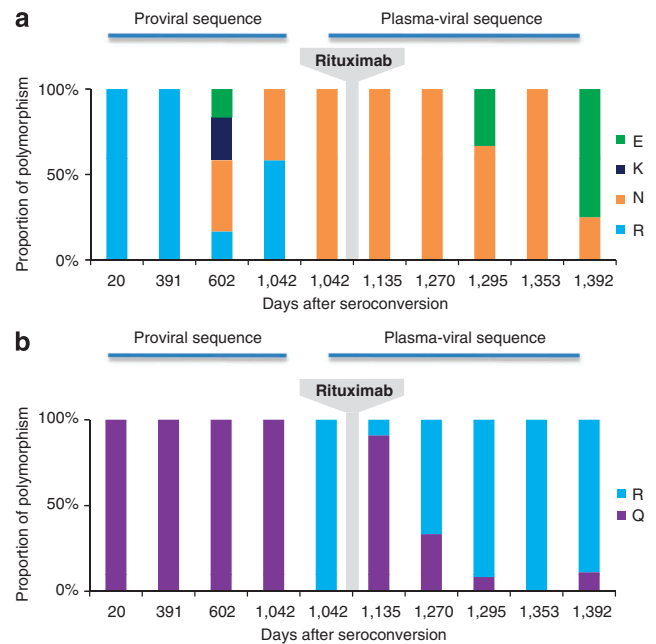 a
Proviral sequence Plasma-viral sequence
Rituximab
Proportion of polymorphism
100%
50%
0%
E
K
N
R
20 391 602 1,042 1,042 1,135 1,270 1,295 1,353 1,392
Days after seroconversion
b
Proviral sequence Plasma-viral sequence
Rituximab
Proportion of polymorphism
100%
50%
0%
R
Q
20 391 602 1,042 1,042 1,135 1,270 1,295 1,353 1,392
Days after seroconversion